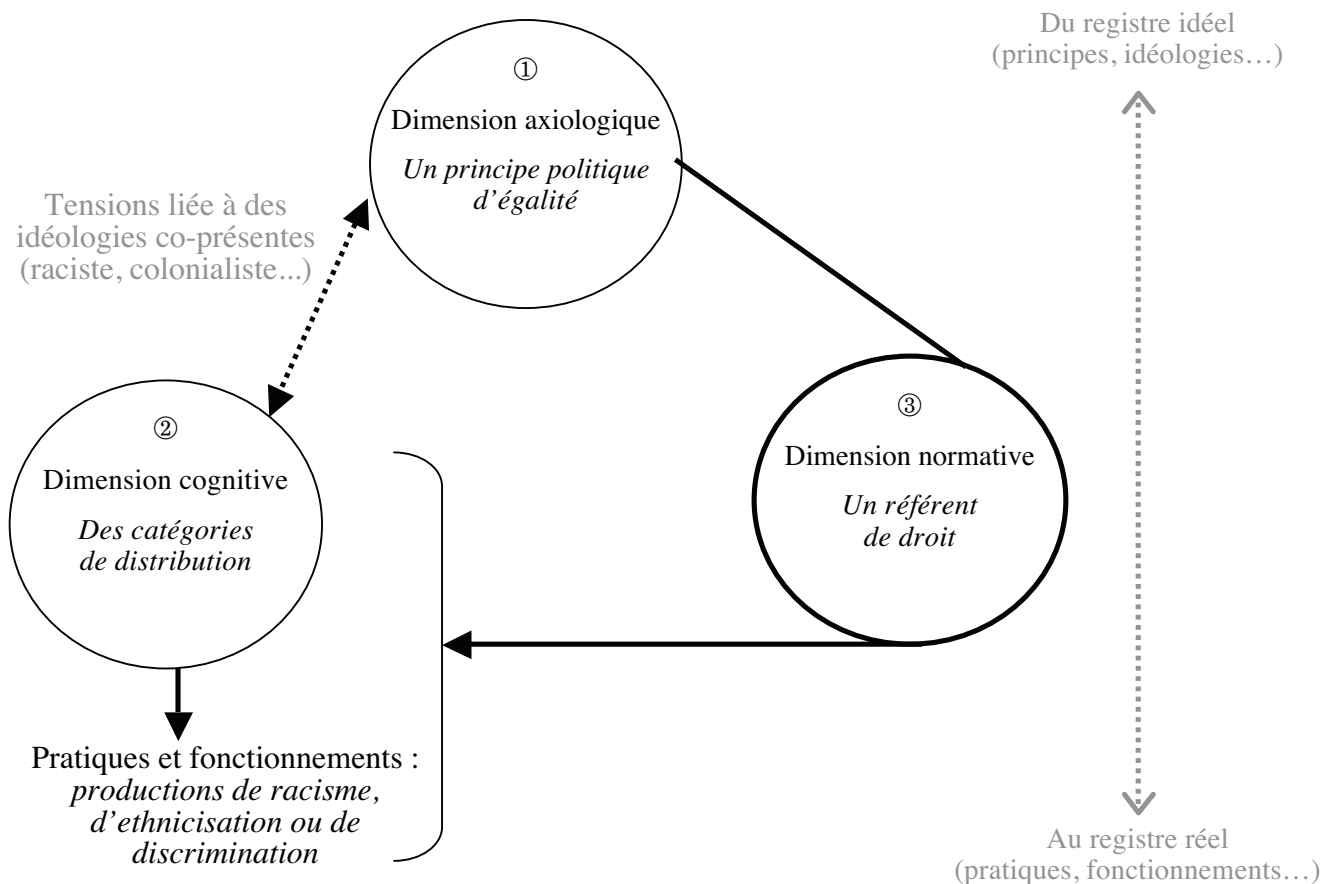 Du registre idéel
(principes, idéologies…)
①
Dimension axiologique
Un principe politique
d’égalité
Tensions liée à des
idéologies co-présentes
(raciste, colonialiste...)
②
Dimension cognitive
Des catégories
de distribution
③
Dimension normative
Un référent
de droit
Pratiques et fonctionnements :
productions de racisme,
d’ethnicisation ou de
discrimination
Au registre réel
(pratiques, fonctionnements…)